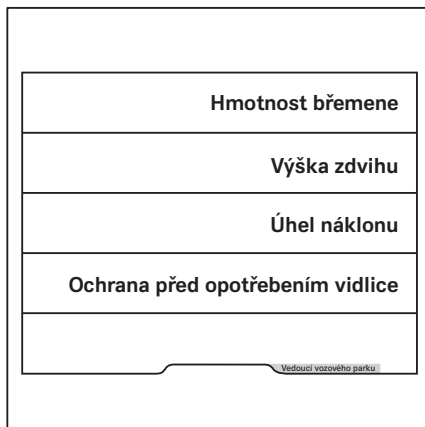 Hmotnost břemene
Výška zdvihu
Úhel náklonu
Ochrana před opotřebením vidlice
Vedoucí vozového parku